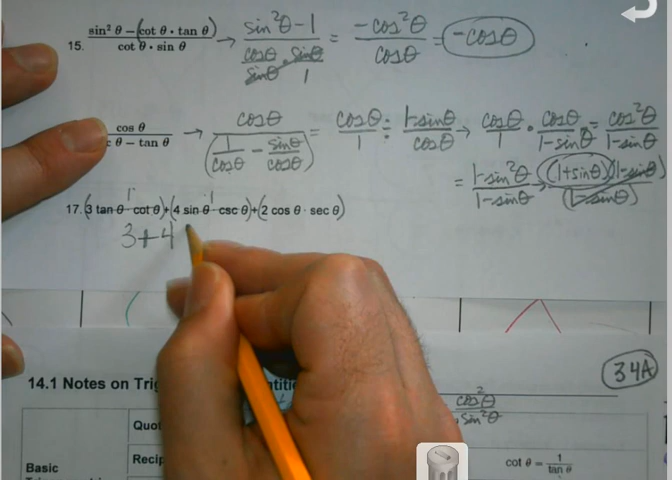 15. sin²θ − (cot θ · tan θ) / cot θ · sin θ → sin²θ − 1 / cosθ/sinθ · sinθ/1 = −cos²θ / cosθ = −cosθ
cos θ / c θ − tan θ → cosθ / (1/cosθ − sinθ/cosθ) = cosθ/1 ÷ 1−sinθ/cosθ → cosθ/1 · cosθ/1−sinθ = cos²θ/1−sinθ
= 1−sin²θ/1−sinθ → (1+sinθ)(1−sinθ)/(1−sinθ)
17. (3 tan θ · cot θ) + (4 sin θ · csc θ) + (2 cos θ · sec θ)
1 1
3+4
34A
14.1 Notes on Trig
cos²θ / sin²θ
Quot
Basic
Recip
cot θ = 1/tan θ